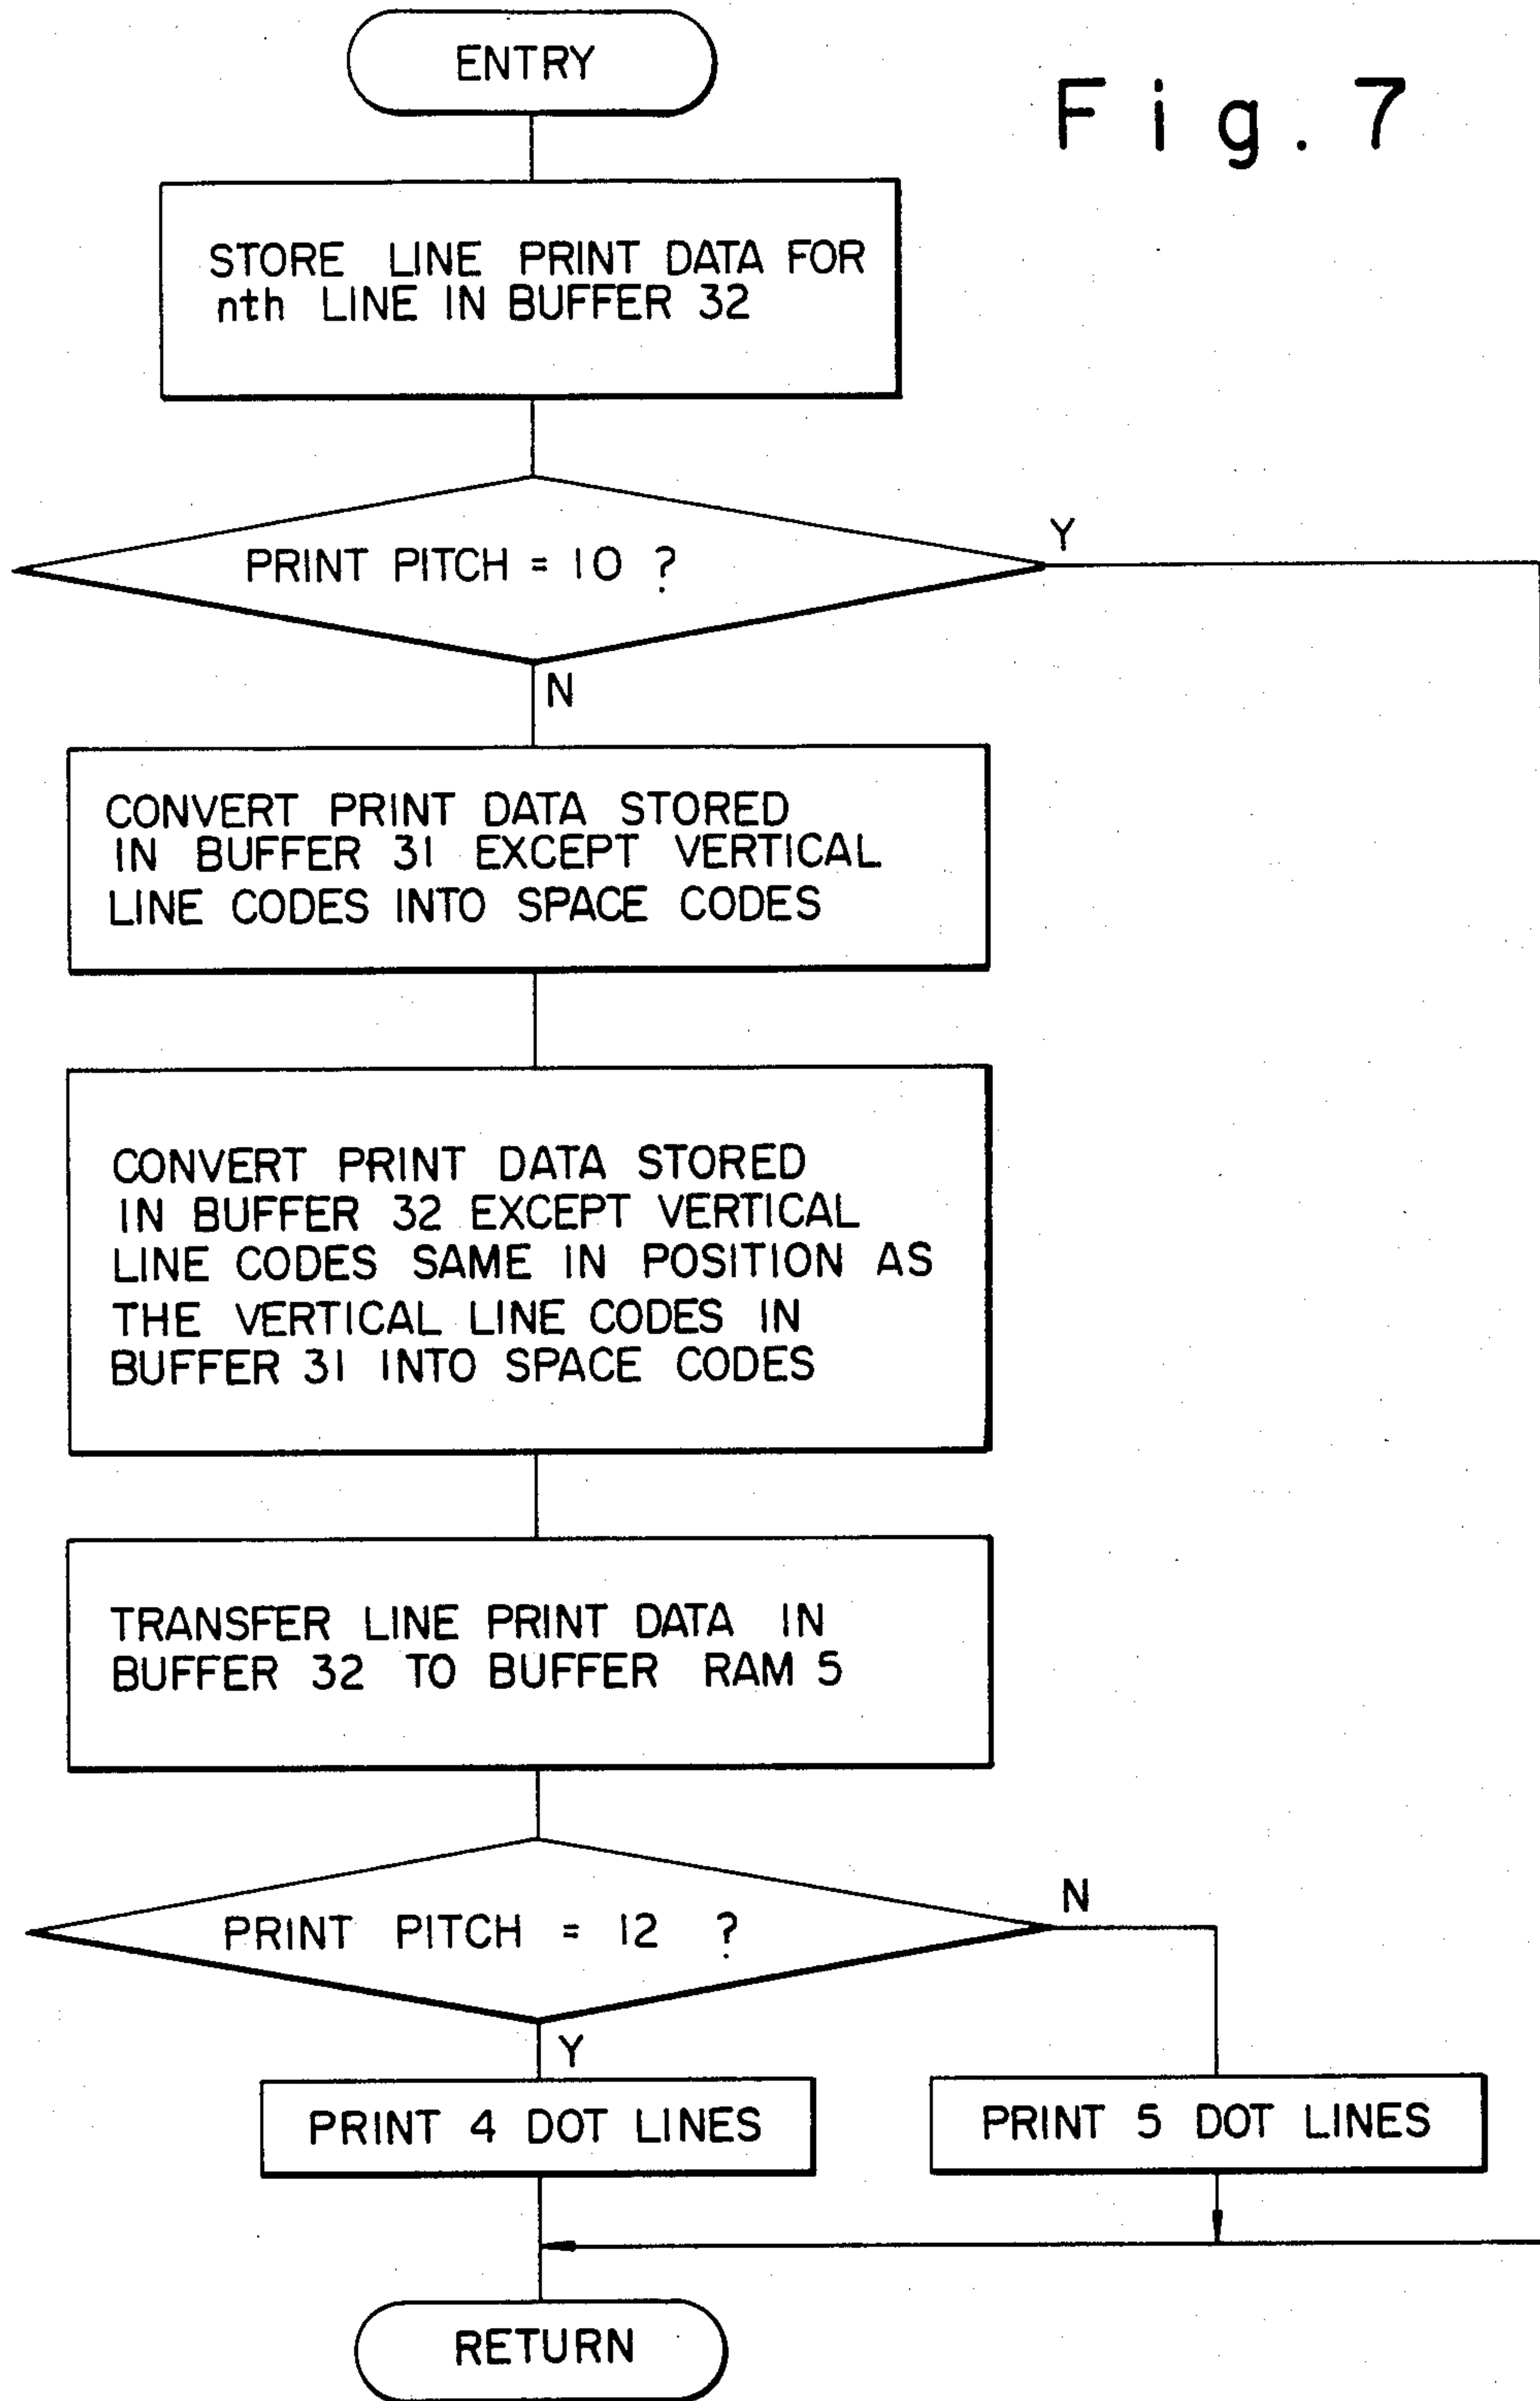 Fig. 7
ENTRY
STORE LINE PRINT DATA FOR
nth LINE IN BUFFER 32
PRINT PITCH = 10 ?
Y
N
CONVERT PRINT DATA STORED
IN BUFFER 31 EXCEPT VERTICAL
LINE CODES INTO SPACE CODES
CONVERT PRINT DATA STORED
IN BUFFER 32 EXCEPT VERTICAL
LINE CODES SAME IN POSITION AS
THE VERTICAL LINE CODES IN
BUFFER 31 INTO SPACE CODES
TRANSFER LINE PRINT DATA IN
BUFFER 32 TO BUFFER RAM 5
PRINT PITCH = 12 ?
N
Y
PRINT 4 DOT LINES
PRINT 5 DOT LINES
RETURN